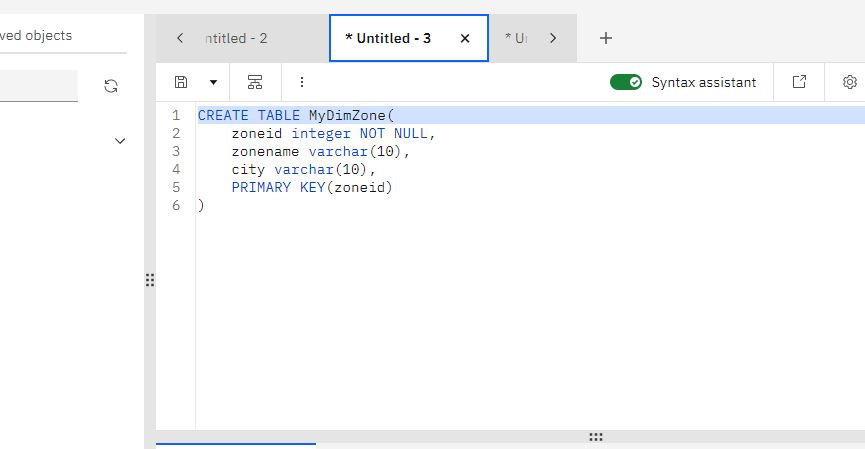 ved objects
ntitled - 2
* Untitled - 3
* U
Syntax assistant
1 CREATE TABLE MyDimZone(
2 zoneid integer NOT NULL,
3 zonename varchar(10),
4 city varchar(10),
5 PRIMARY KEY(zoneid)
6 )